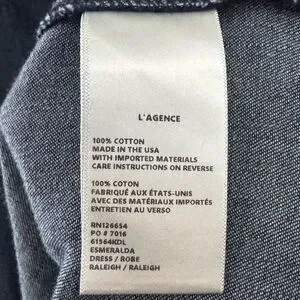 L'AGENCE
100% COTTON
MADE IN THE USA
WITH IMPORTED MATERIALS
CARE INSTRUCTIONS ON REVERSE
100% COTON
FABRIQUÉ AUX ÉTATS-UNIS
AVEC DES MATÉRIAUX IMPORTÉS
ENTRETIEN AU VERSO
RN126654
PO # 7016
61564KDL
ESMERALDA
DRESS / ROBE
RALEIGH / RALEIGH